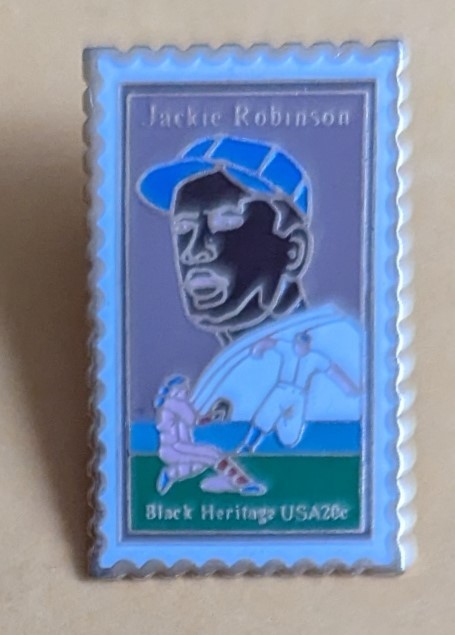 Jackie Robinson
Black Heritage USA20c